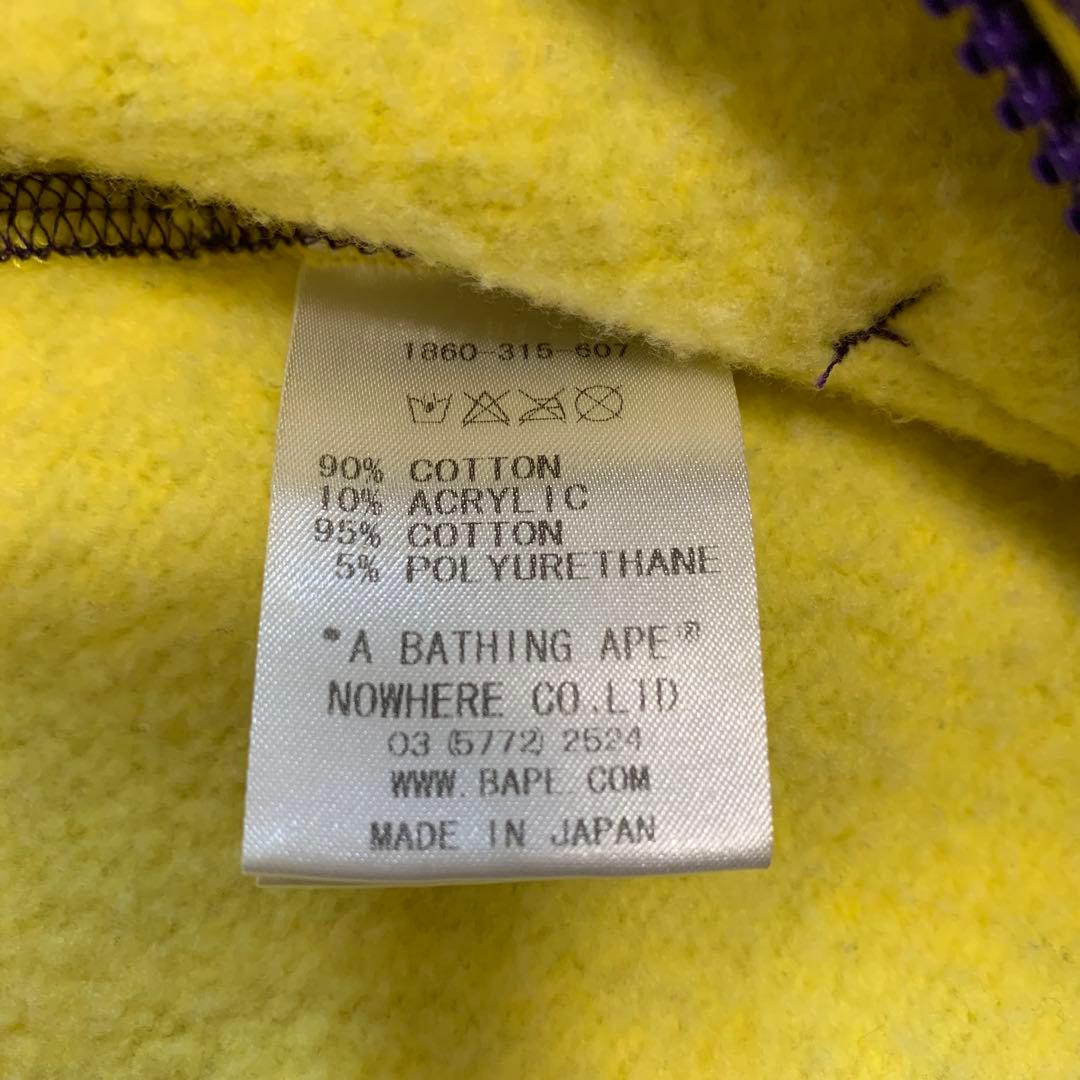 1860-315-607
90% COTTON
10% ACRYLIC
95% COTTON
5% POLYURETHANE
"A BATHING APE"®
NOWHERE CO.LTD
03 (5772) 2524
WWW.BAPE.COM
MADE IN JAPAN